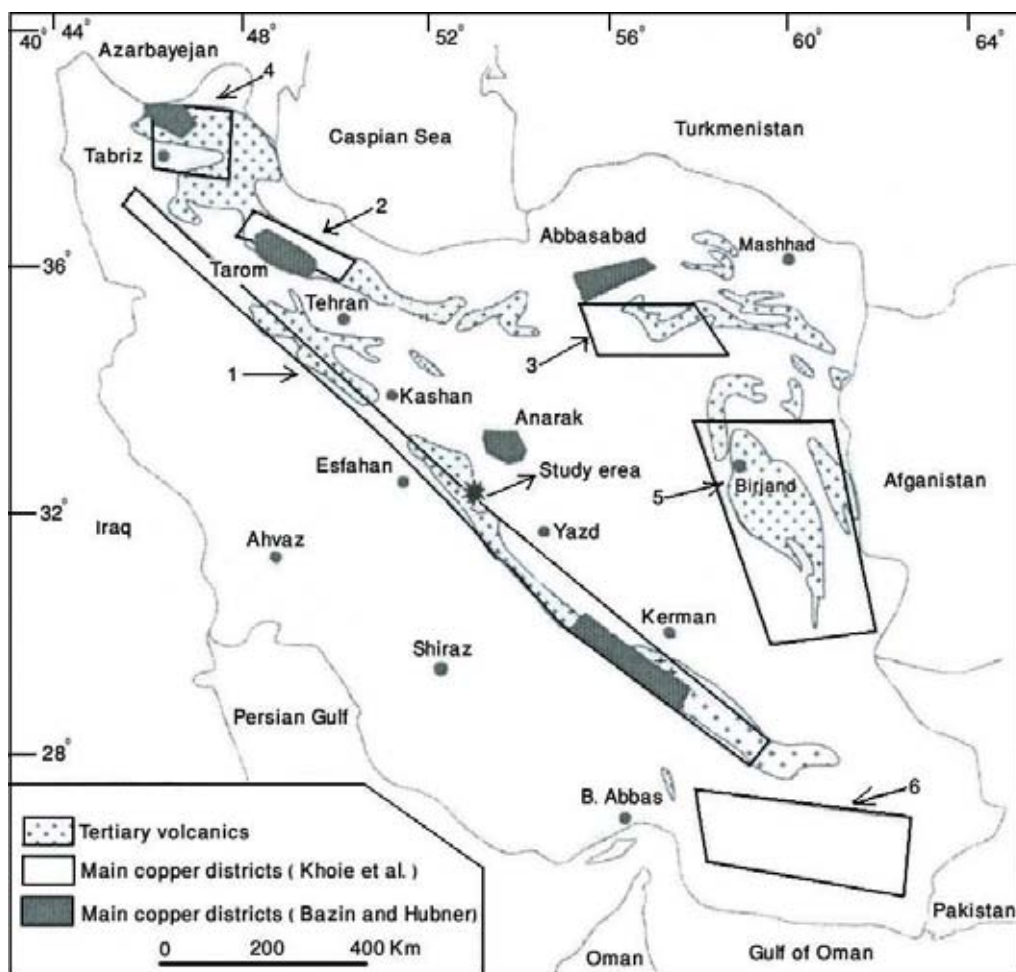 40° 44° 48° 52° 56° 60° 64°
Azarbayejan
4
Caspian Sea
Turkmenistan
Tabriz
2
Abbasabad
Mashhad
36°
Tarom
Tehran
3
1
Kashan
Anarak
Esfahan
Study erea
5
Birjand
Afganistan
32°
Iraq
Ahvaz
Yazd
Kerman
Shiraz
Persian Gulf
28°
6
B. Abbas
Tertiary volcanics
Main copper districts ( Khoie et al. )
Main copper districts ( Bazin and Hubner)
0 200 400 Km
Pakistan
Oman
Gulf of Oman